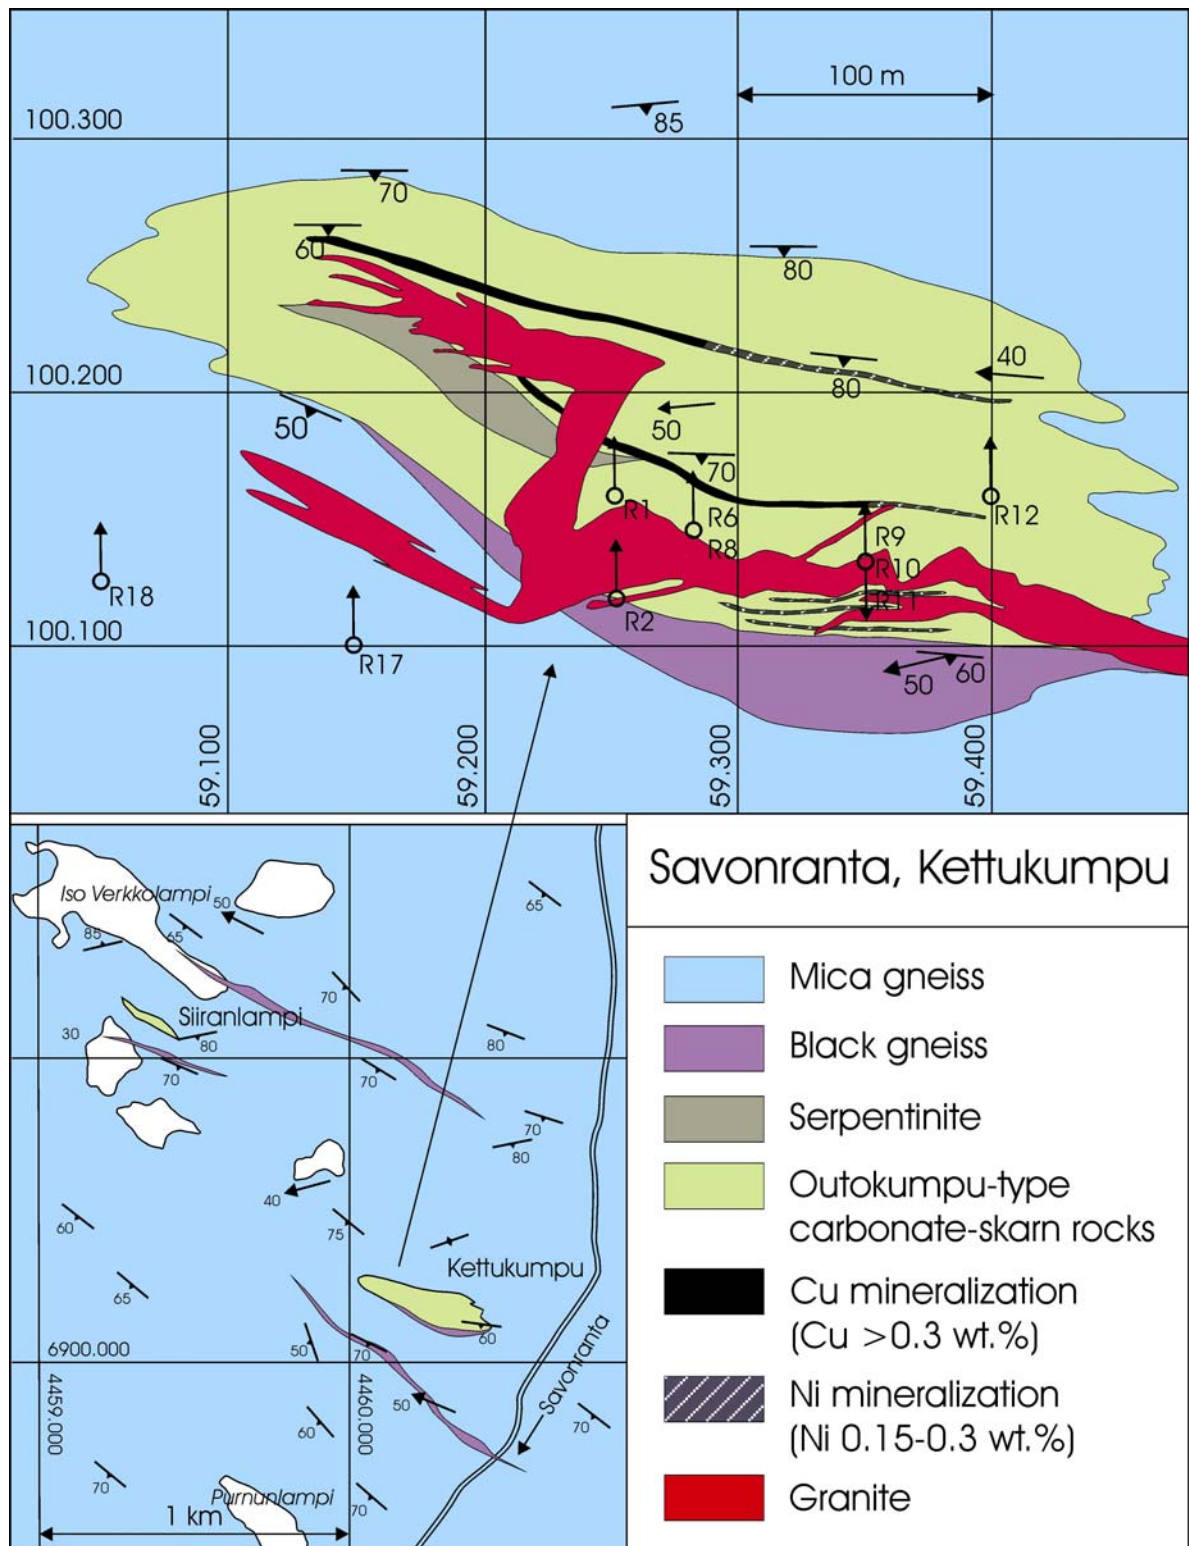 100 m
85
100.300
70
60
80
40
100.200
80
50
50
70
R1
R6
R12
R8
R9
R10
R18
R11
R2
R17
100.100
50
60
59.100
59.200
59.300
59.400
Savonranta, Kettukumpu
Mica gneiss
Black gneiss
Serpentinite
Outokumpu-type
carbonate-skarn rocks
Cu mineralization
(Cu >0.3 wt.%)
Ni mineralization
(Ni 0.15-0.3 wt.%)
Granite
Iso Verkkolampi
50
65
85
65
70
Siiranlampi
30
80
80
70
70
70
80
40
60
75
Kettukumpu
65
60
50
70
6900.000
Savonranta
4459.000
4460.000
50
60
70
70
Purnunlampi
70
1 km